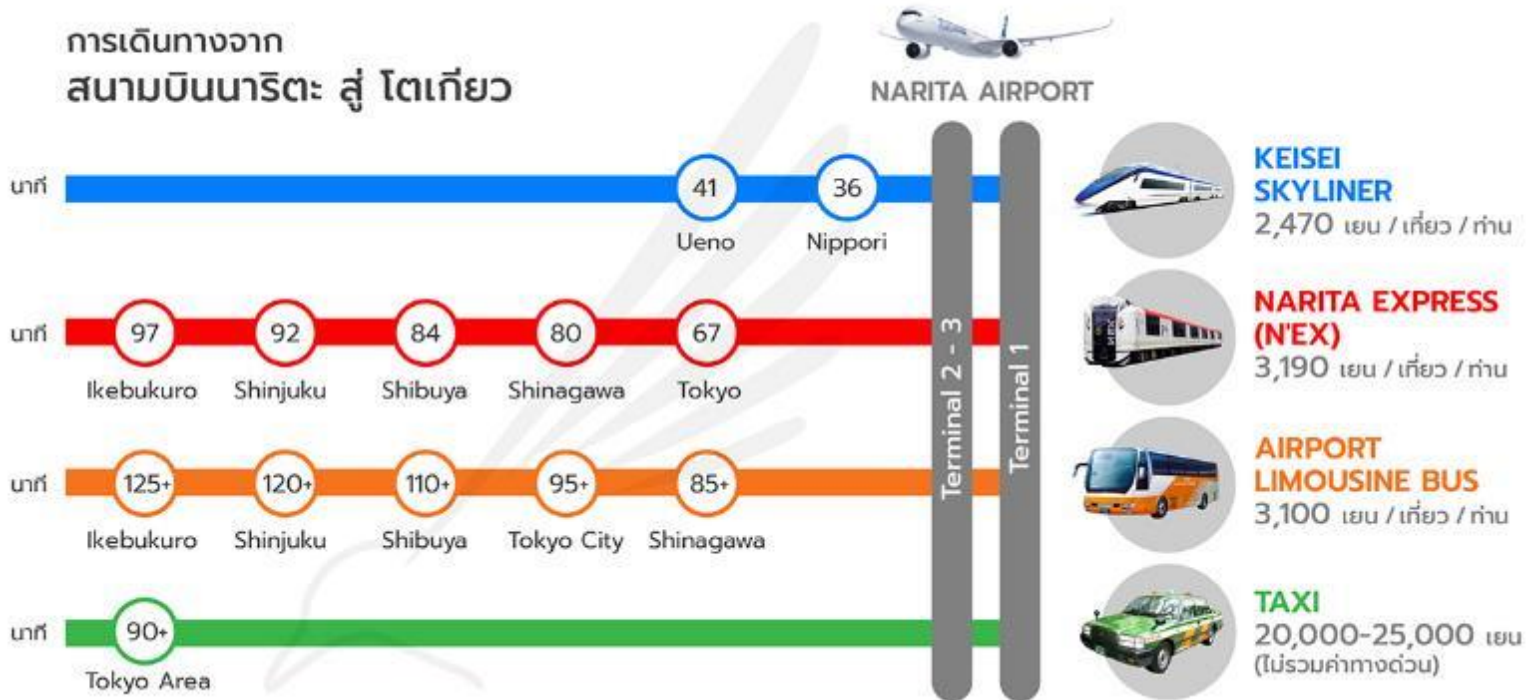 การเดินทางจาก
สนามบินนาริตะ สู่ โตเกียว
NARITA AIRPORT
Terminal 2 - 3
Terminal 1
นาที
41
36
Ueno
Nippori
KEISEI
SKYLINER
2,470 เยน / เที่ยว / ท่าน
นาที
97
92
84
80
67
Ikebukuro
Shinjuku
Shibuya
Shinagawa
Tokyo
NARITA EXPRESS
(N'EX)
3,190 เยน / เที่ยว / ท่าน
นาที
125+
120+
110+
95+
85+
Ikebukuro
Shinjuku
Shibuya
Tokyo City
Shinagawa
AIRPORT
LIMOUSINE BUS
3,100 เยน / เที่ยว / ท่าน
นาที
90+
Tokyo Area
TAXI
20,000-25,000 เยน
(ไม่รวมค่าทางด่วน)